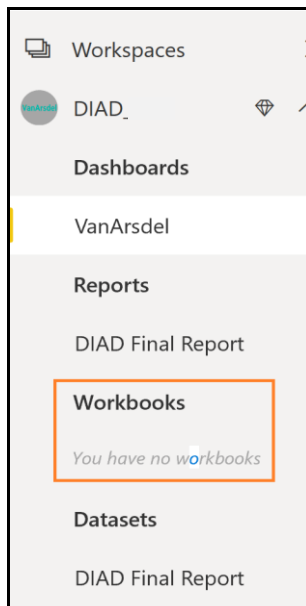 Workspaces
VanArsdel
DIAD_
Dashboards
VanArsdel
Reports
DIAD Final Report
Workbooks
You have no workbooks
Datasets
DIAD Final Report